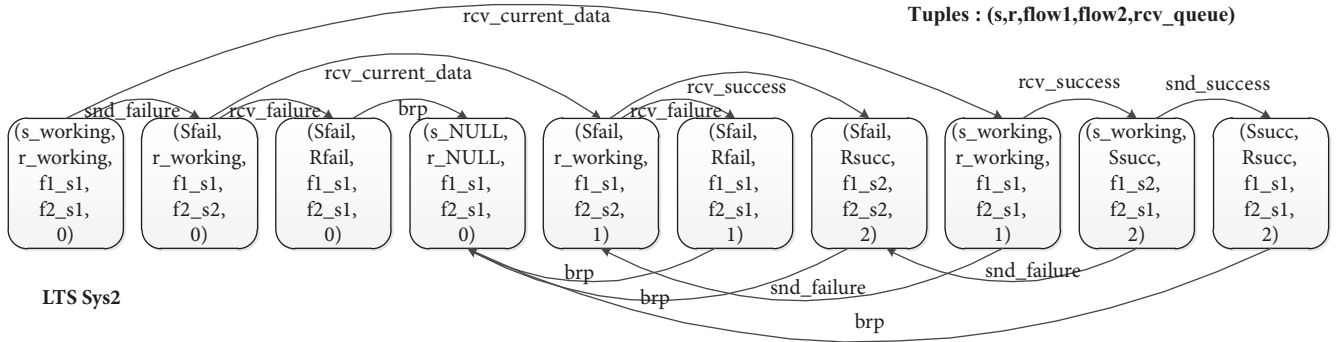 rcv_current_data
Tuples : (s,r,flow1,flow2,rcv_queue)
rcv_current_data
rcv_success
rcv_success
snd_success
snd_failure
rcv_failure
brp
rcv_failure
(s_working,
r_working,
f1_s1,
f2_s1,
0)
(Sfail,
r_working,
f1_s1,
f2_s2,
0)
(Sfail,
Rfail,
f1_s1,
f2_s1,
0)
(s_NULL,
r_NULL,
f1_s1,
f2_s1,
0)
(Sfail,
r_working,
f1_s1,
f2_s2,
1)
(Sfail,
Rfail,
f1_s1,
f2_s1,
1)
(Sfail,
Rsucc,
f1_s2,
f2_s2,
2)
(s_working,
r_working,
f1_s1,
f2_s1,
1)
(s_working,
Ssucc,
f1_s2,
f2_s1,
2)
(Ssucc,
Rsucc,
f1_s1,
f2_s1,
2)
brp
snd_failure
snd_failure
brp
brp
LTS Sys2